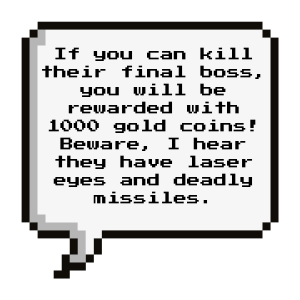 If you can kill
their final boss,
you will be
rewarded with
1000 gold coins!
Beware, I hear
they have laser
eyes and deadly
missiles.